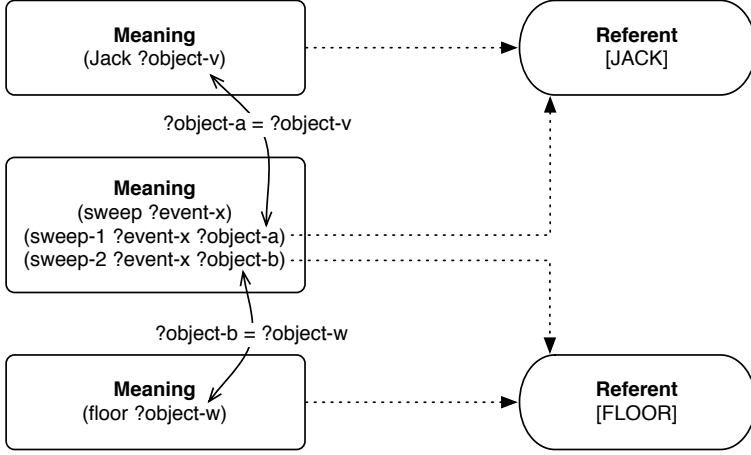 Meaning
(Jack ?object-v)
Referent
[JACK]
?object-a = ?object-v
Meaning
(sweep ?event-x)
(sweep-1 ?event-x ?object-a)
(sweep-2 ?event-x ?object-b)
?object-b = ?object-w
Meaning
(floor ?object-w)
Referent
[FLOOR]